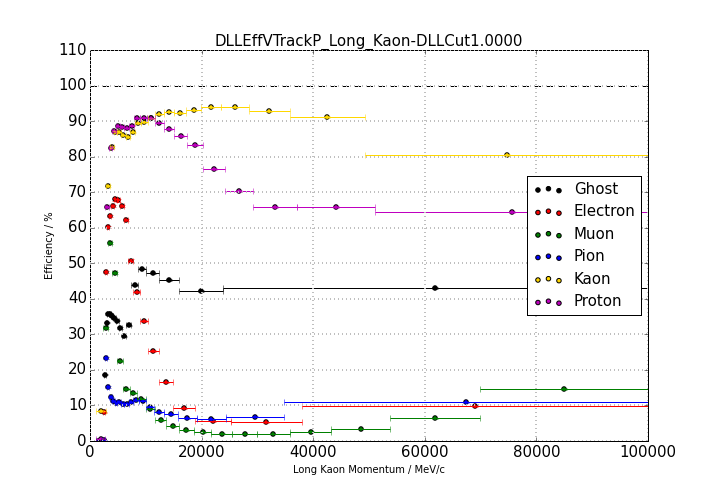 DLLEffVTrackP_Long_Kaon-DLLCut1.0000
110
100
90
80
70
60
50
40
30
20
10
0
Efficiency / %
Ghost
Electron
Muon
Pion
Kaon
Proton
0 20000 40000 60000 80000 100000
Long Kaon Momentum / MeV/c